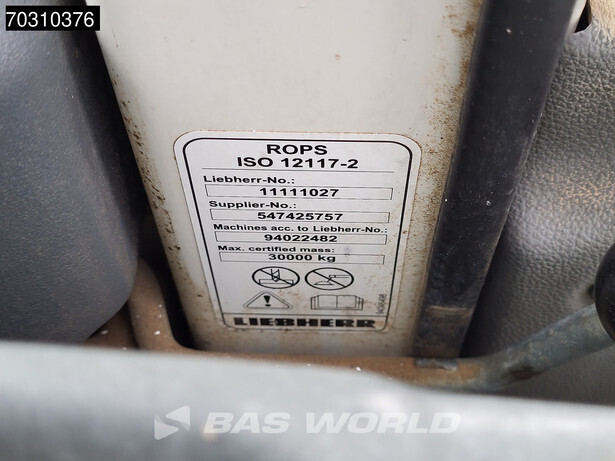 70310376
ROPS
ISO 12117-2
Liebherr-No.:
11111027
Supplier-No.:
547425757
Machines acc. to Liebherr-No.:
94022482
Max. certified mass:
30000 kg
LIEBHERR
BAS WORLD